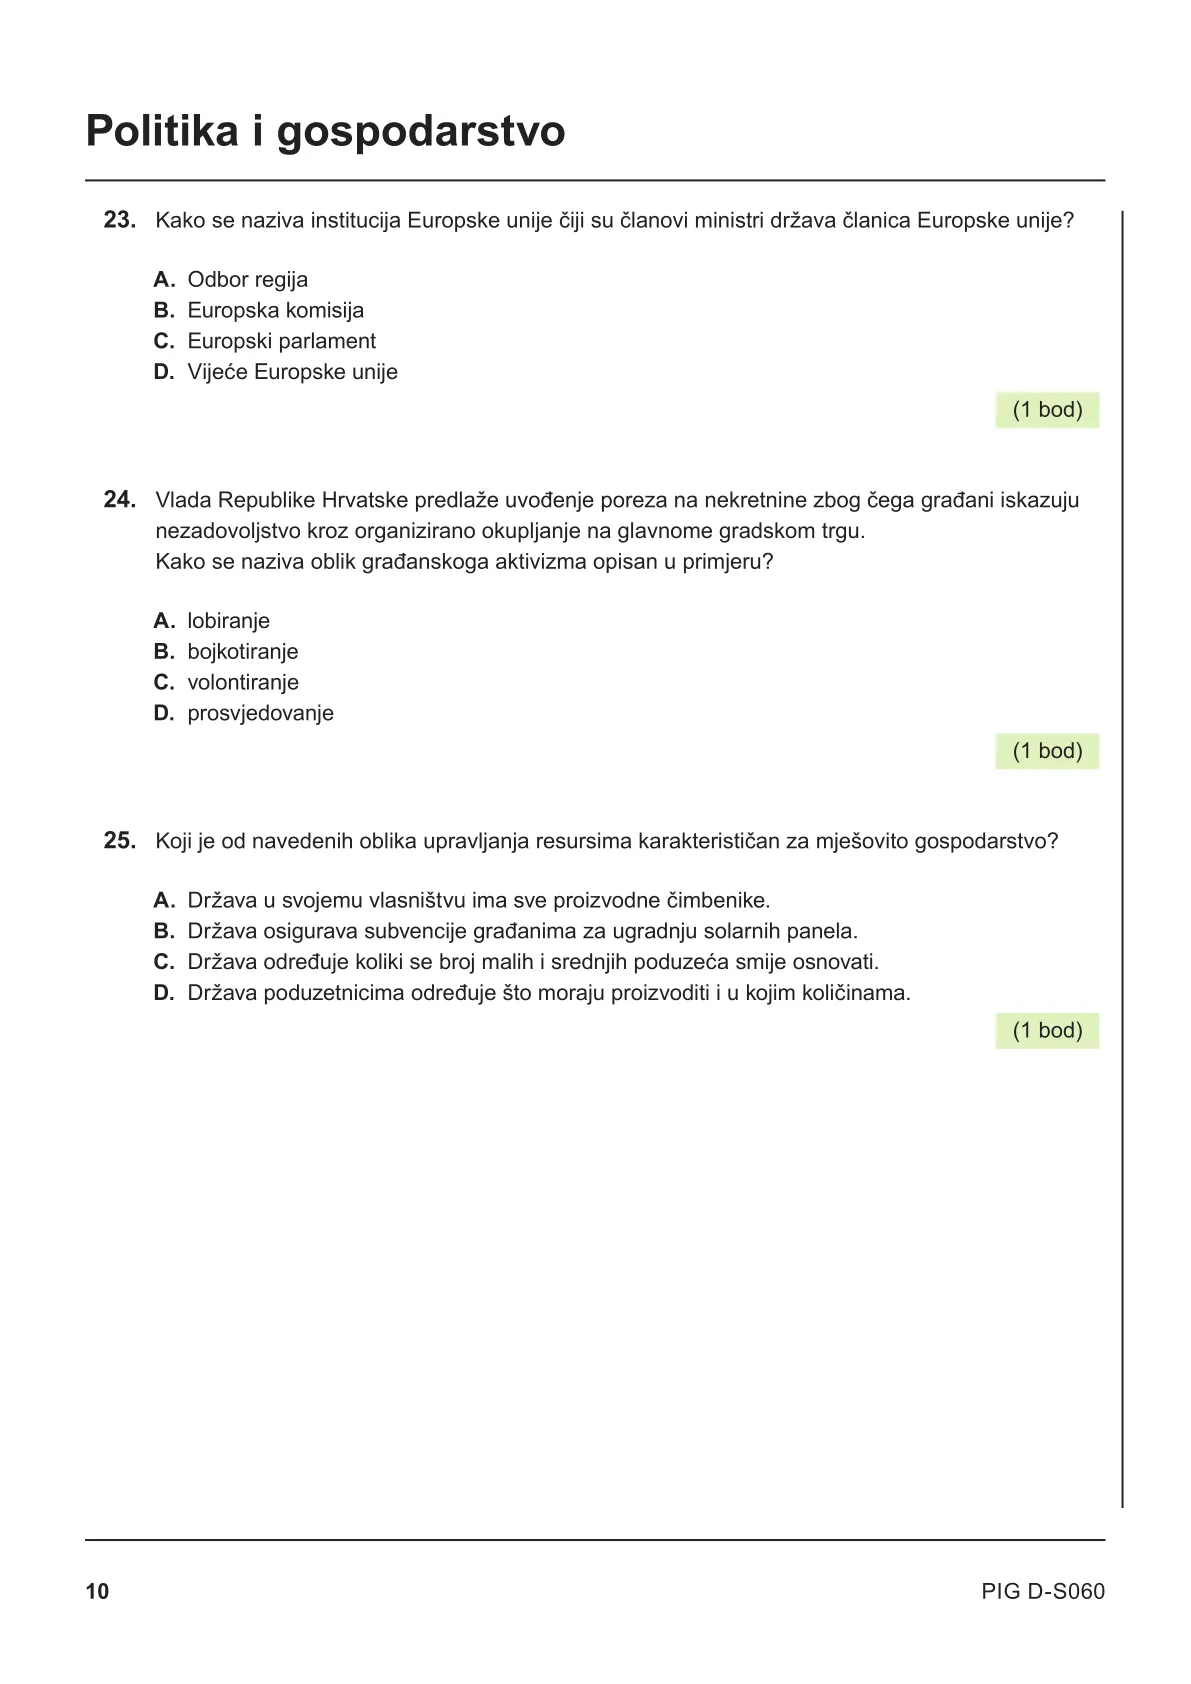 Politika i gospodarstvo
23. Kako se naziva institucija Europske unije čiji su članovi ministri država članica Europske unije?
A. Odbor regija
B. Europska komisija
C. Europski parlament
D. Vijeće Europske unije
(1 bod)
24. Vlada Republike Hrvatske predlaže uvođenje poreza na nekretnine zbog čega građani iskazuju
nezadovoljstvo kroz organizirano okupljanje na glavnome gradskom trgu.
Kako se naziva oblik građanskoga aktivizma opisan u primjeru?
A. lobiranje
B. bojkotiranje
C. volontiranje
D. prosvjedovanje
(1 bod)
25. Koji je od navedenih oblika upravljanja resursima karakterističan za mješovito gospodarstvo?
A. Država u svojemu vlasništvu ima sve proizvodne čimbenike.
B. Država osigurava subvencije građanima za ugradnju solarnih panela.
C. Država određuje koliki se broj malih i srednjih poduzeća smije osnovati.
D. Država poduzetnicima određuje što moraju proizvoditi i u kojim količinama.
(1 bod)
10
PIG D-S060